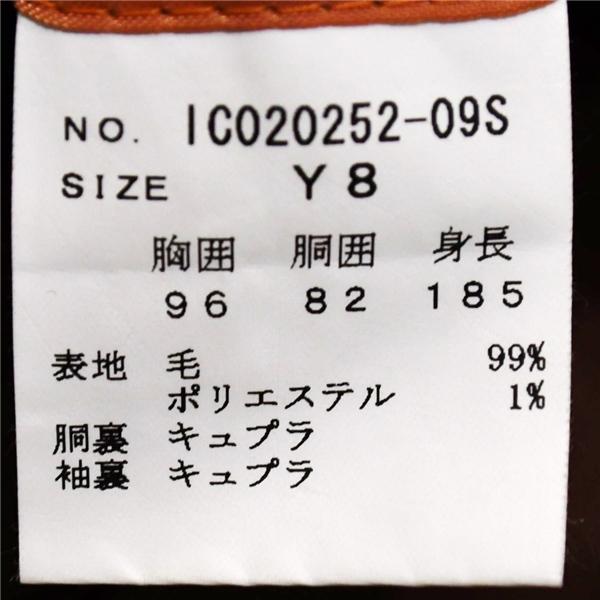 NO. IC020252-09S
SIZE Y8
胸囲 胴囲 身長
96 82 185
表地 毛 99%
ポリエステル 1%
胴裏 キュプラ
袖裏 キュプラ